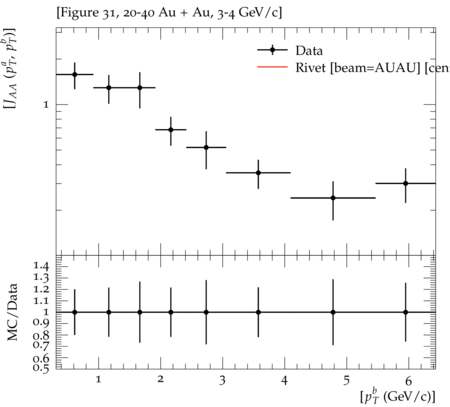 [Figure 31, 20-40 Au + Au, 3-4 GeV/c]
[J_AA (p_T^a, p_T^b)]
Data
Rivet [beam=AUAU] [cen
1
MC/Data
1.4
1.3
1.2
1.1
1
0.9
0.8
0.7
0.6
0.5
1 2 3 4 5 6
[p_T^b (GeV/c)]